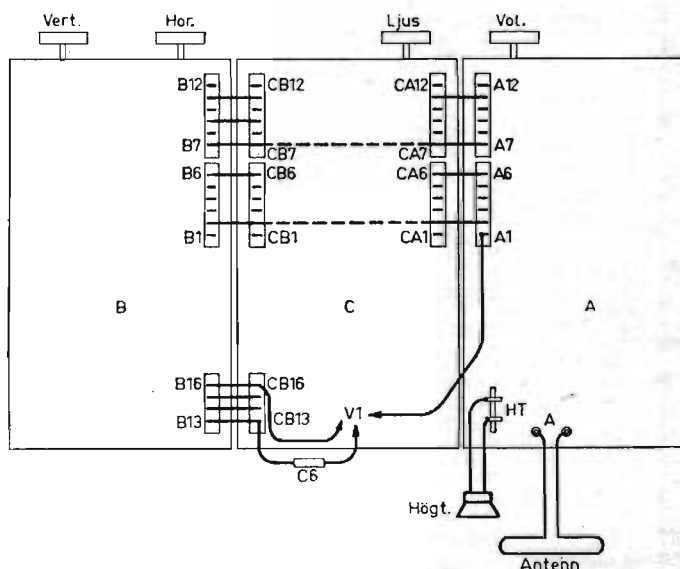 Vert. Hor. Ljus Vol.
B12 CB12 CA12 A12
B7 CB7 CA7 A7
B6 CB6 CA6 A6
B1 CB1 CA1 A1
B C A
B16 CB16
B13 CB13 V1 HT A
C6
Högt.
Antenn